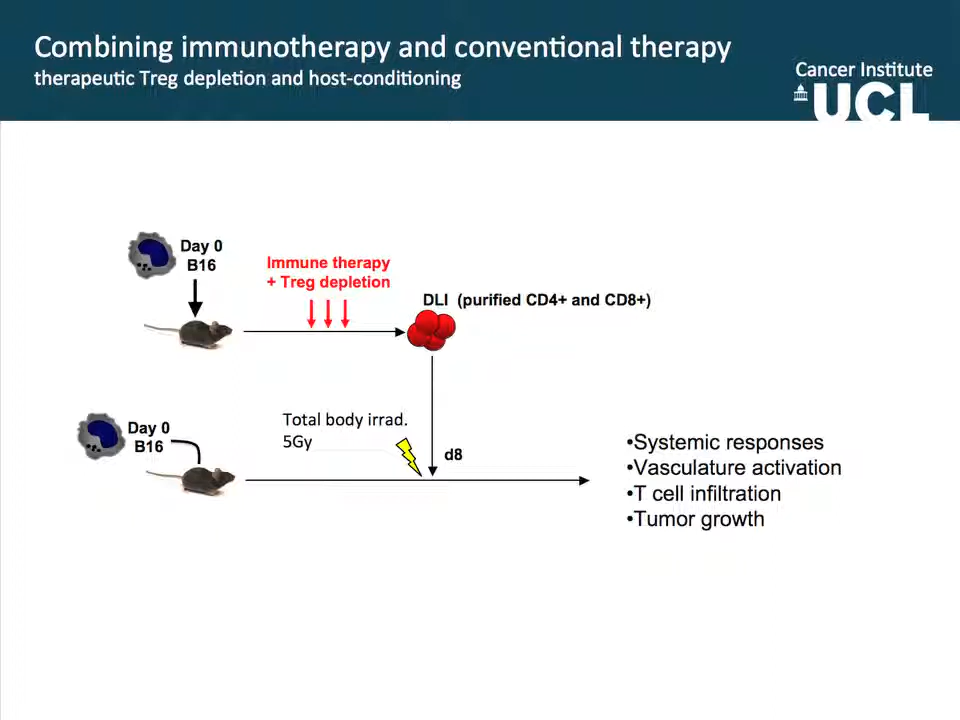 Combining immunotherapy and conventional therapy
therapeutic Treg depletion and host-conditioning
Cancer Institute
UCL
Day 0
B16
Immune therapy
+ Treg depletion
DLI (purified CD4+ and CD8+)
Day 0
B16
Total body irrad.
5Gy
d8
•Systemic responses
•Vasculature activation
•T cell infiltration
•Tumor growth